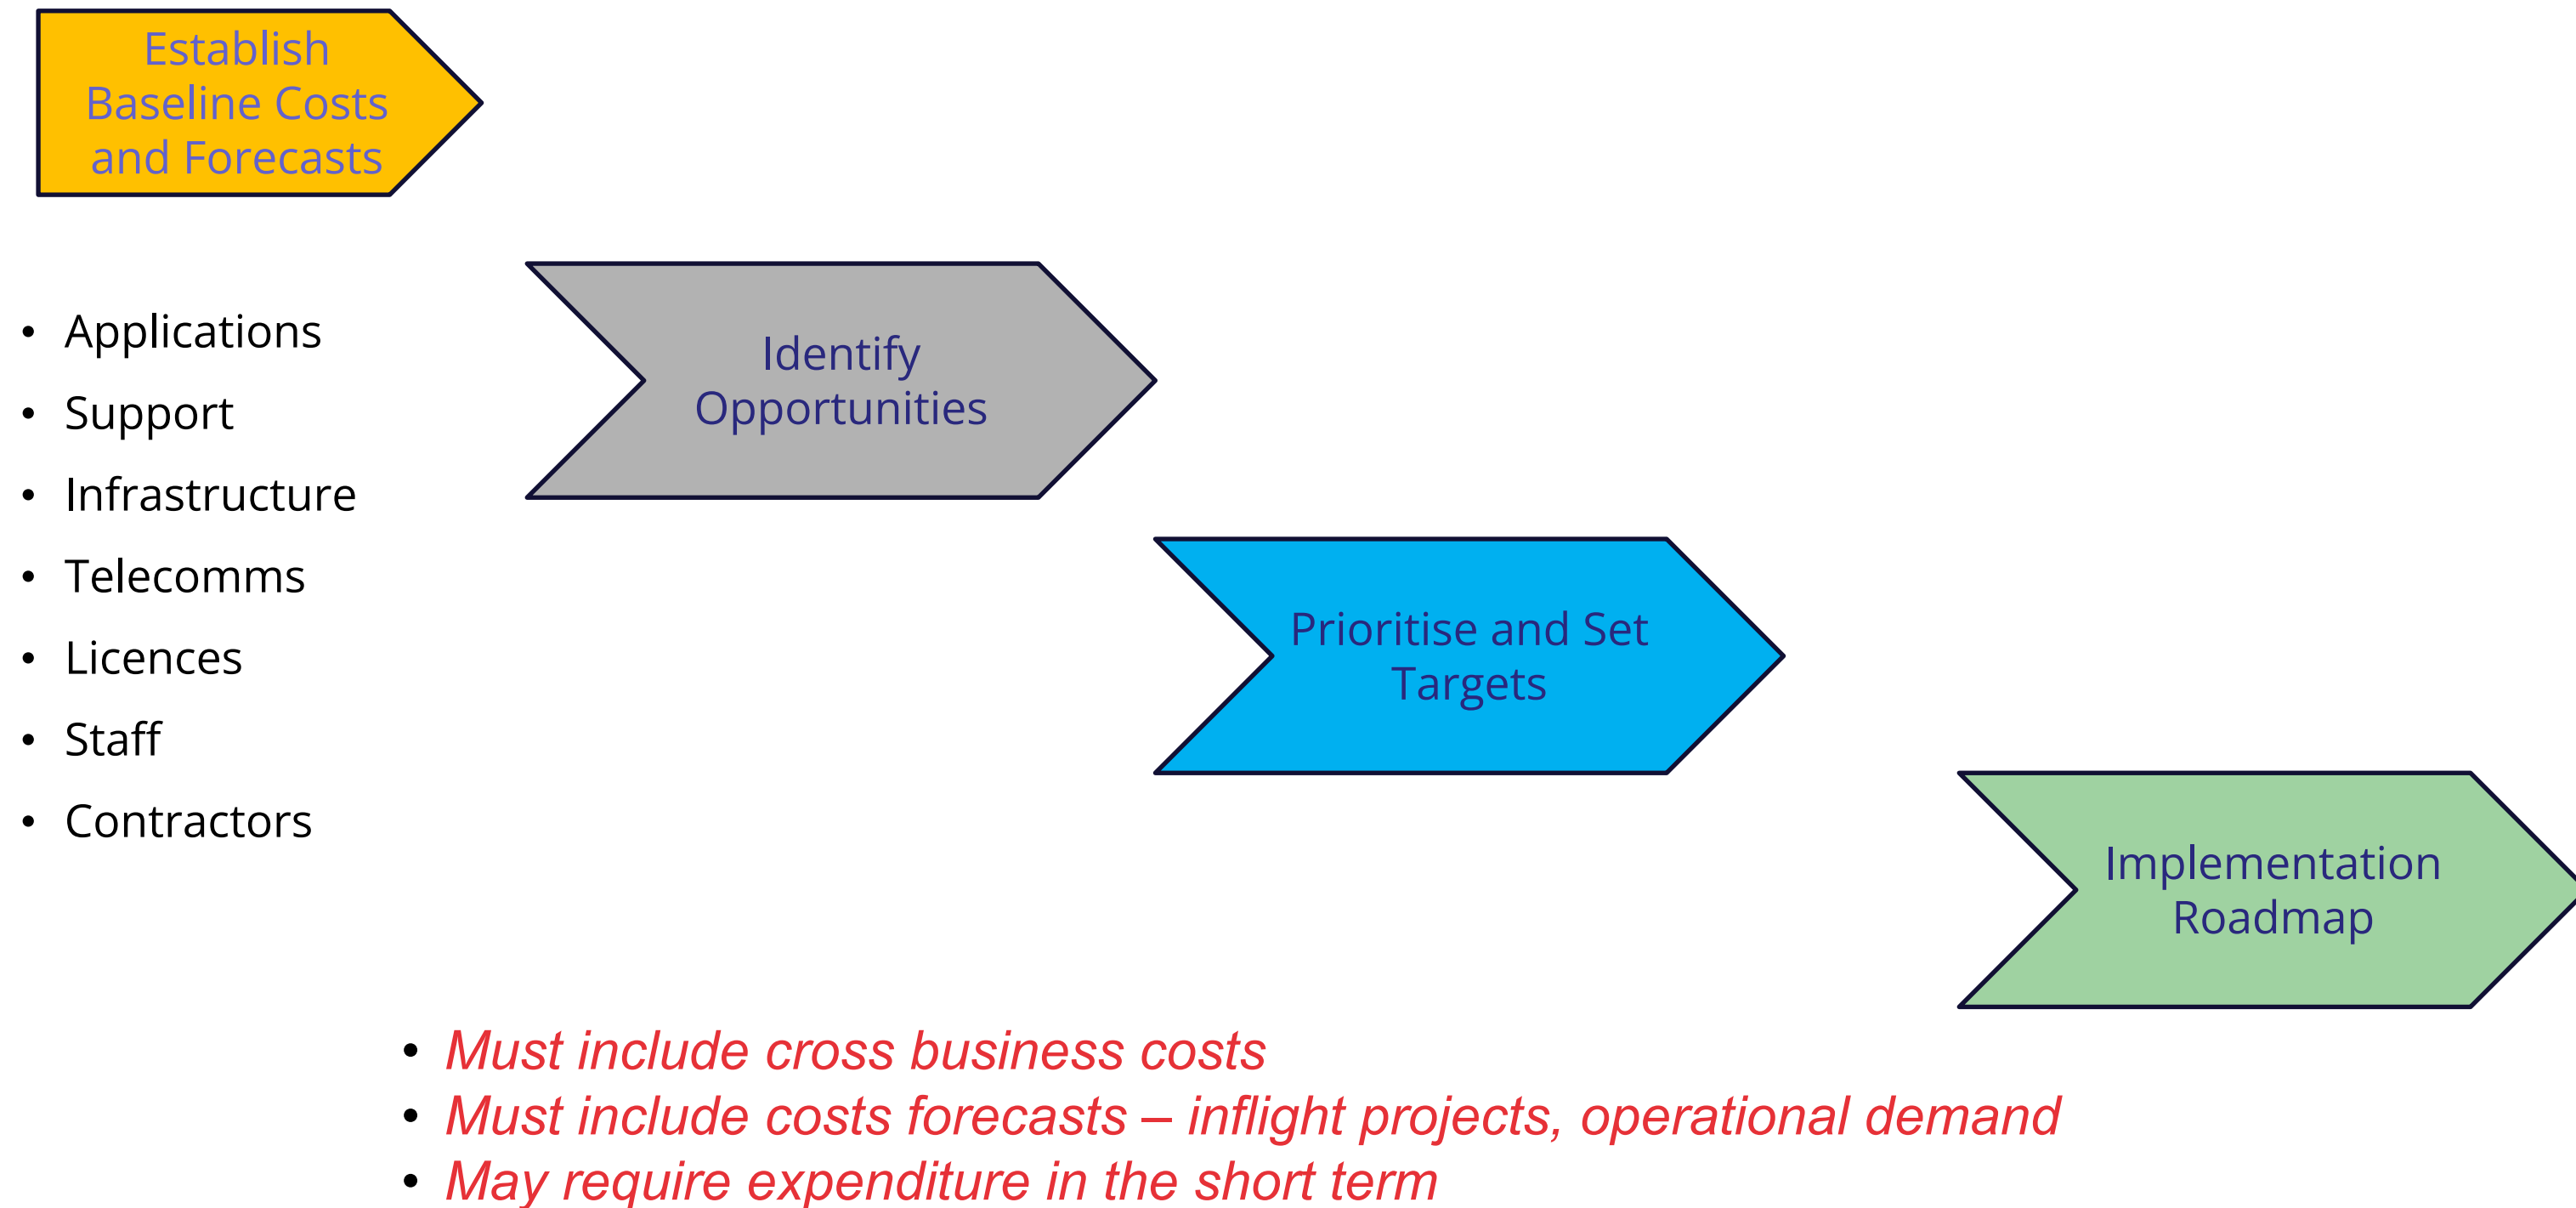 Establish
Baseline Costs
and Forecasts
• Applications
• Support
• Infrastructure
• Telecomms
• Licences
• Staff
• Contractors
Identify
Opportunities
Prioritise and Set
Targets
Implementation
Roadmap
• Must include cross business costs
• Must include costs forecasts – inflight projects, operational demand
• May require expenditure in the short term